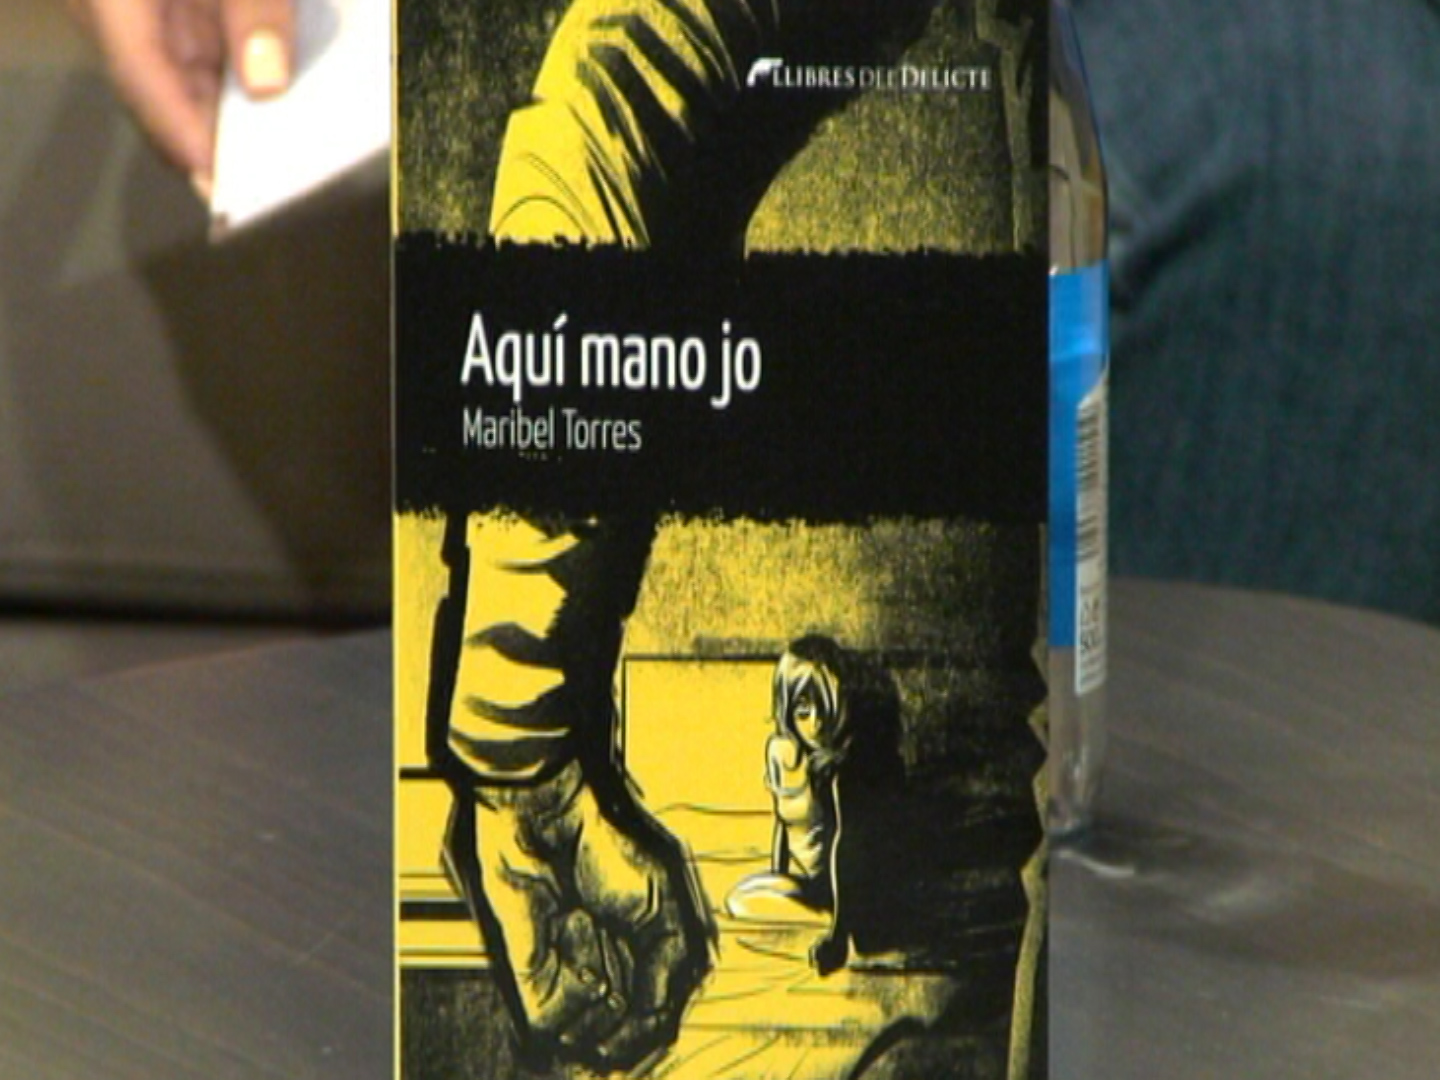 LLIBRES DEL DELICTE
Aquí mano jo
Maribel Torres